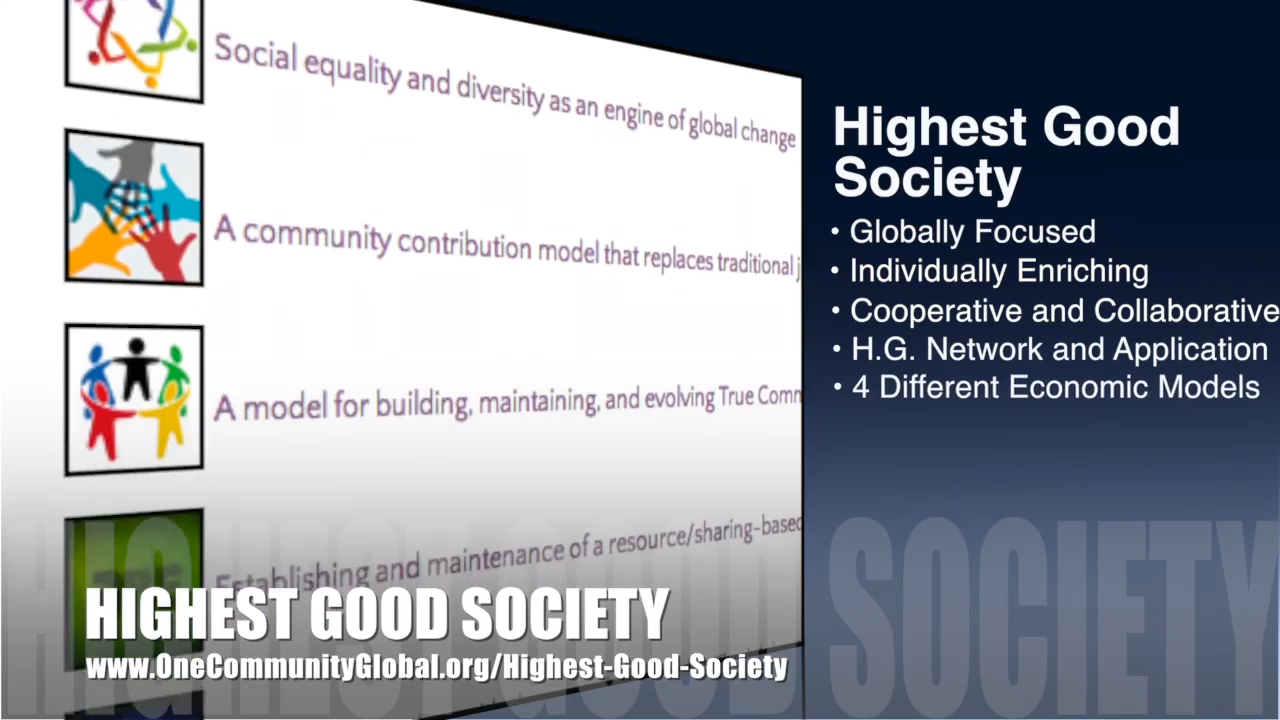 Social equality and diversity as an engine of global change
A community contribution model that replaces traditional j
A model for building, maintaining, and evolving True Comm
Establishing and maintenance of a resource/sharing-based
Highest Good
Society
• Globally Focused
• Individually Enriching
• Cooperative and Collaborative
• H.G. Network and Application
• 4 Different Economic Models
HIGHEST GOOD SOCIETY
HIGHEST GOOD SOCIETY
www.OneCommunityGlobal.org/Highest-Good-Society